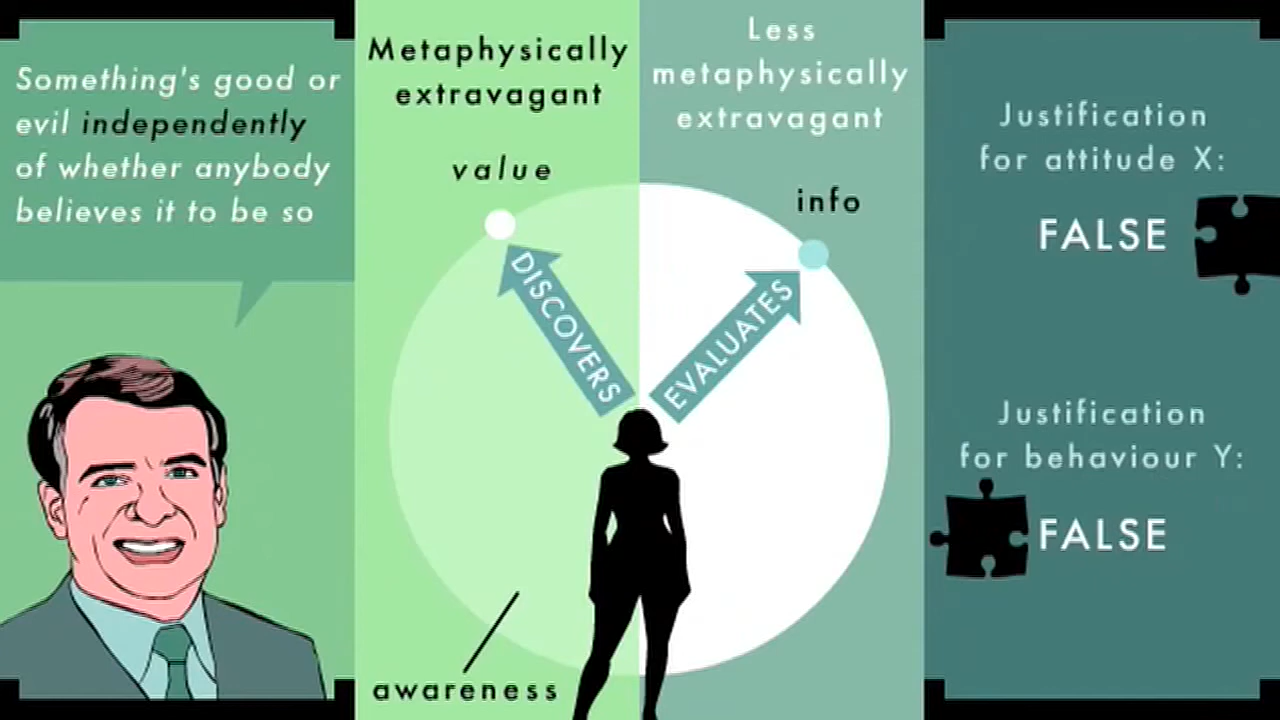 Something's good or
evil independently
of whether anybody
believes it to be so
Metaphysically
extravagant
value
DISCOVERS
awareness
Less
metaphysically
extravagant
info
EVALUATES
Justification
for attitude X:
FALSE
Justification
for behaviour Y:
FALSE